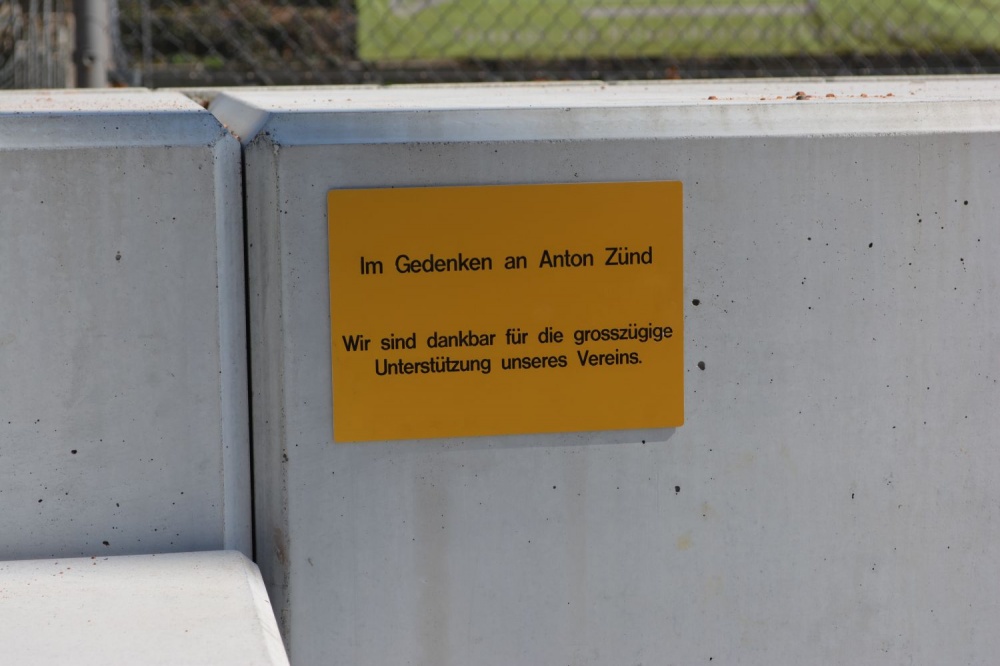 Im Gedenken an Anton Zünd
Wir sind dankbar für die grosszügige
Unterstützung unseres Vereins.